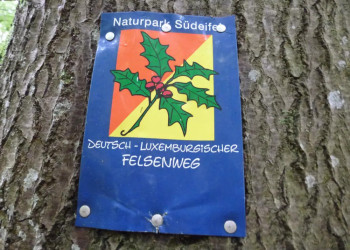 Naturpark Südeifel
DEUTSCH - LUXEMBURGISCHER
FELSENWEG